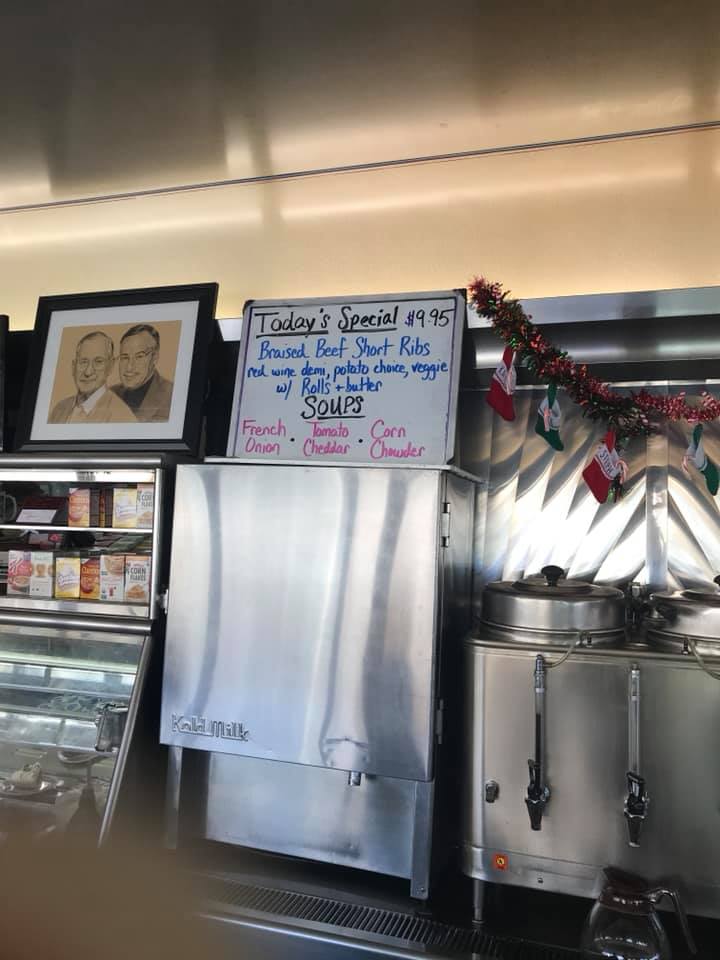 Today's Special $9.95
Braised Beef Short Ribs
red wine demi, potato choice, veggie
w/ Rolls + butter
SOUPS
French Onion · Tomato Cheddar · Corn Chowder
Kold Milk
CORN
FLAKES